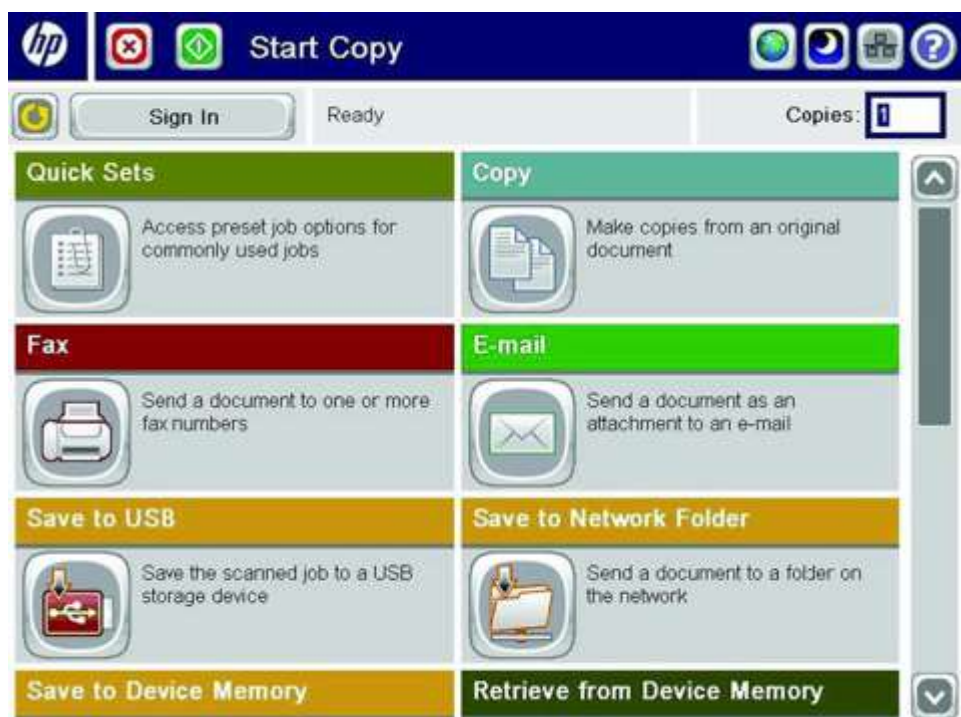 hp
Start Copy
?
Sign In
Ready
Copies: 1
Quick Sets
Copy
Access preset job options for
commonly used jobs
Make copies from an original
document
Fax
E-mail
Send a document to one or more
fax numbers
Send a document as an
attachment to an e-mail
Save to USB
Save to Network Folder
Save the scanned job to a USB
storage device
Send a document to a folder on
the network
Save to Device Memory
Retrieve from Device Memory